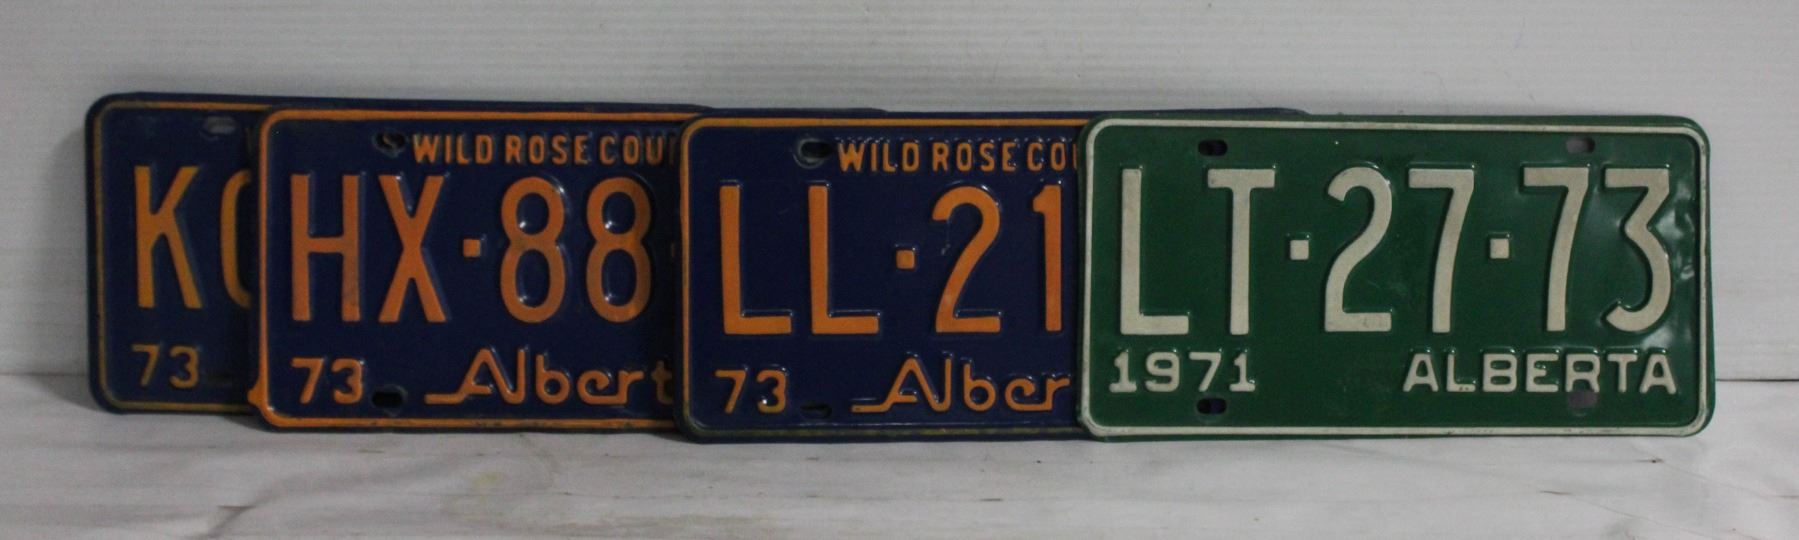 K
73
WILD ROSE COU
HX·88
73 Albert
WILD ROSE CO
LL·21
73 Alber
LT·27·73
1971 ALBERTA